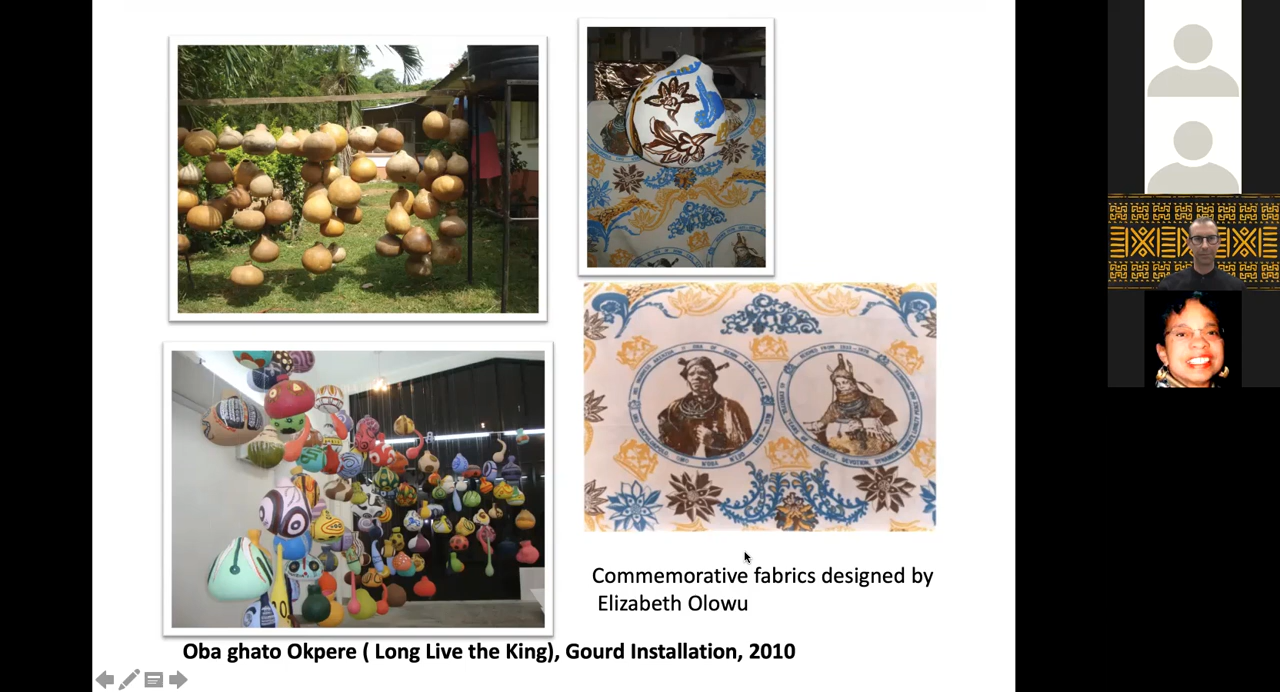 Commemorative fabrics designed by
Elizabeth Olowu
Oba ghato Okpere ( Long Live the King), Gourd Installation, 2010